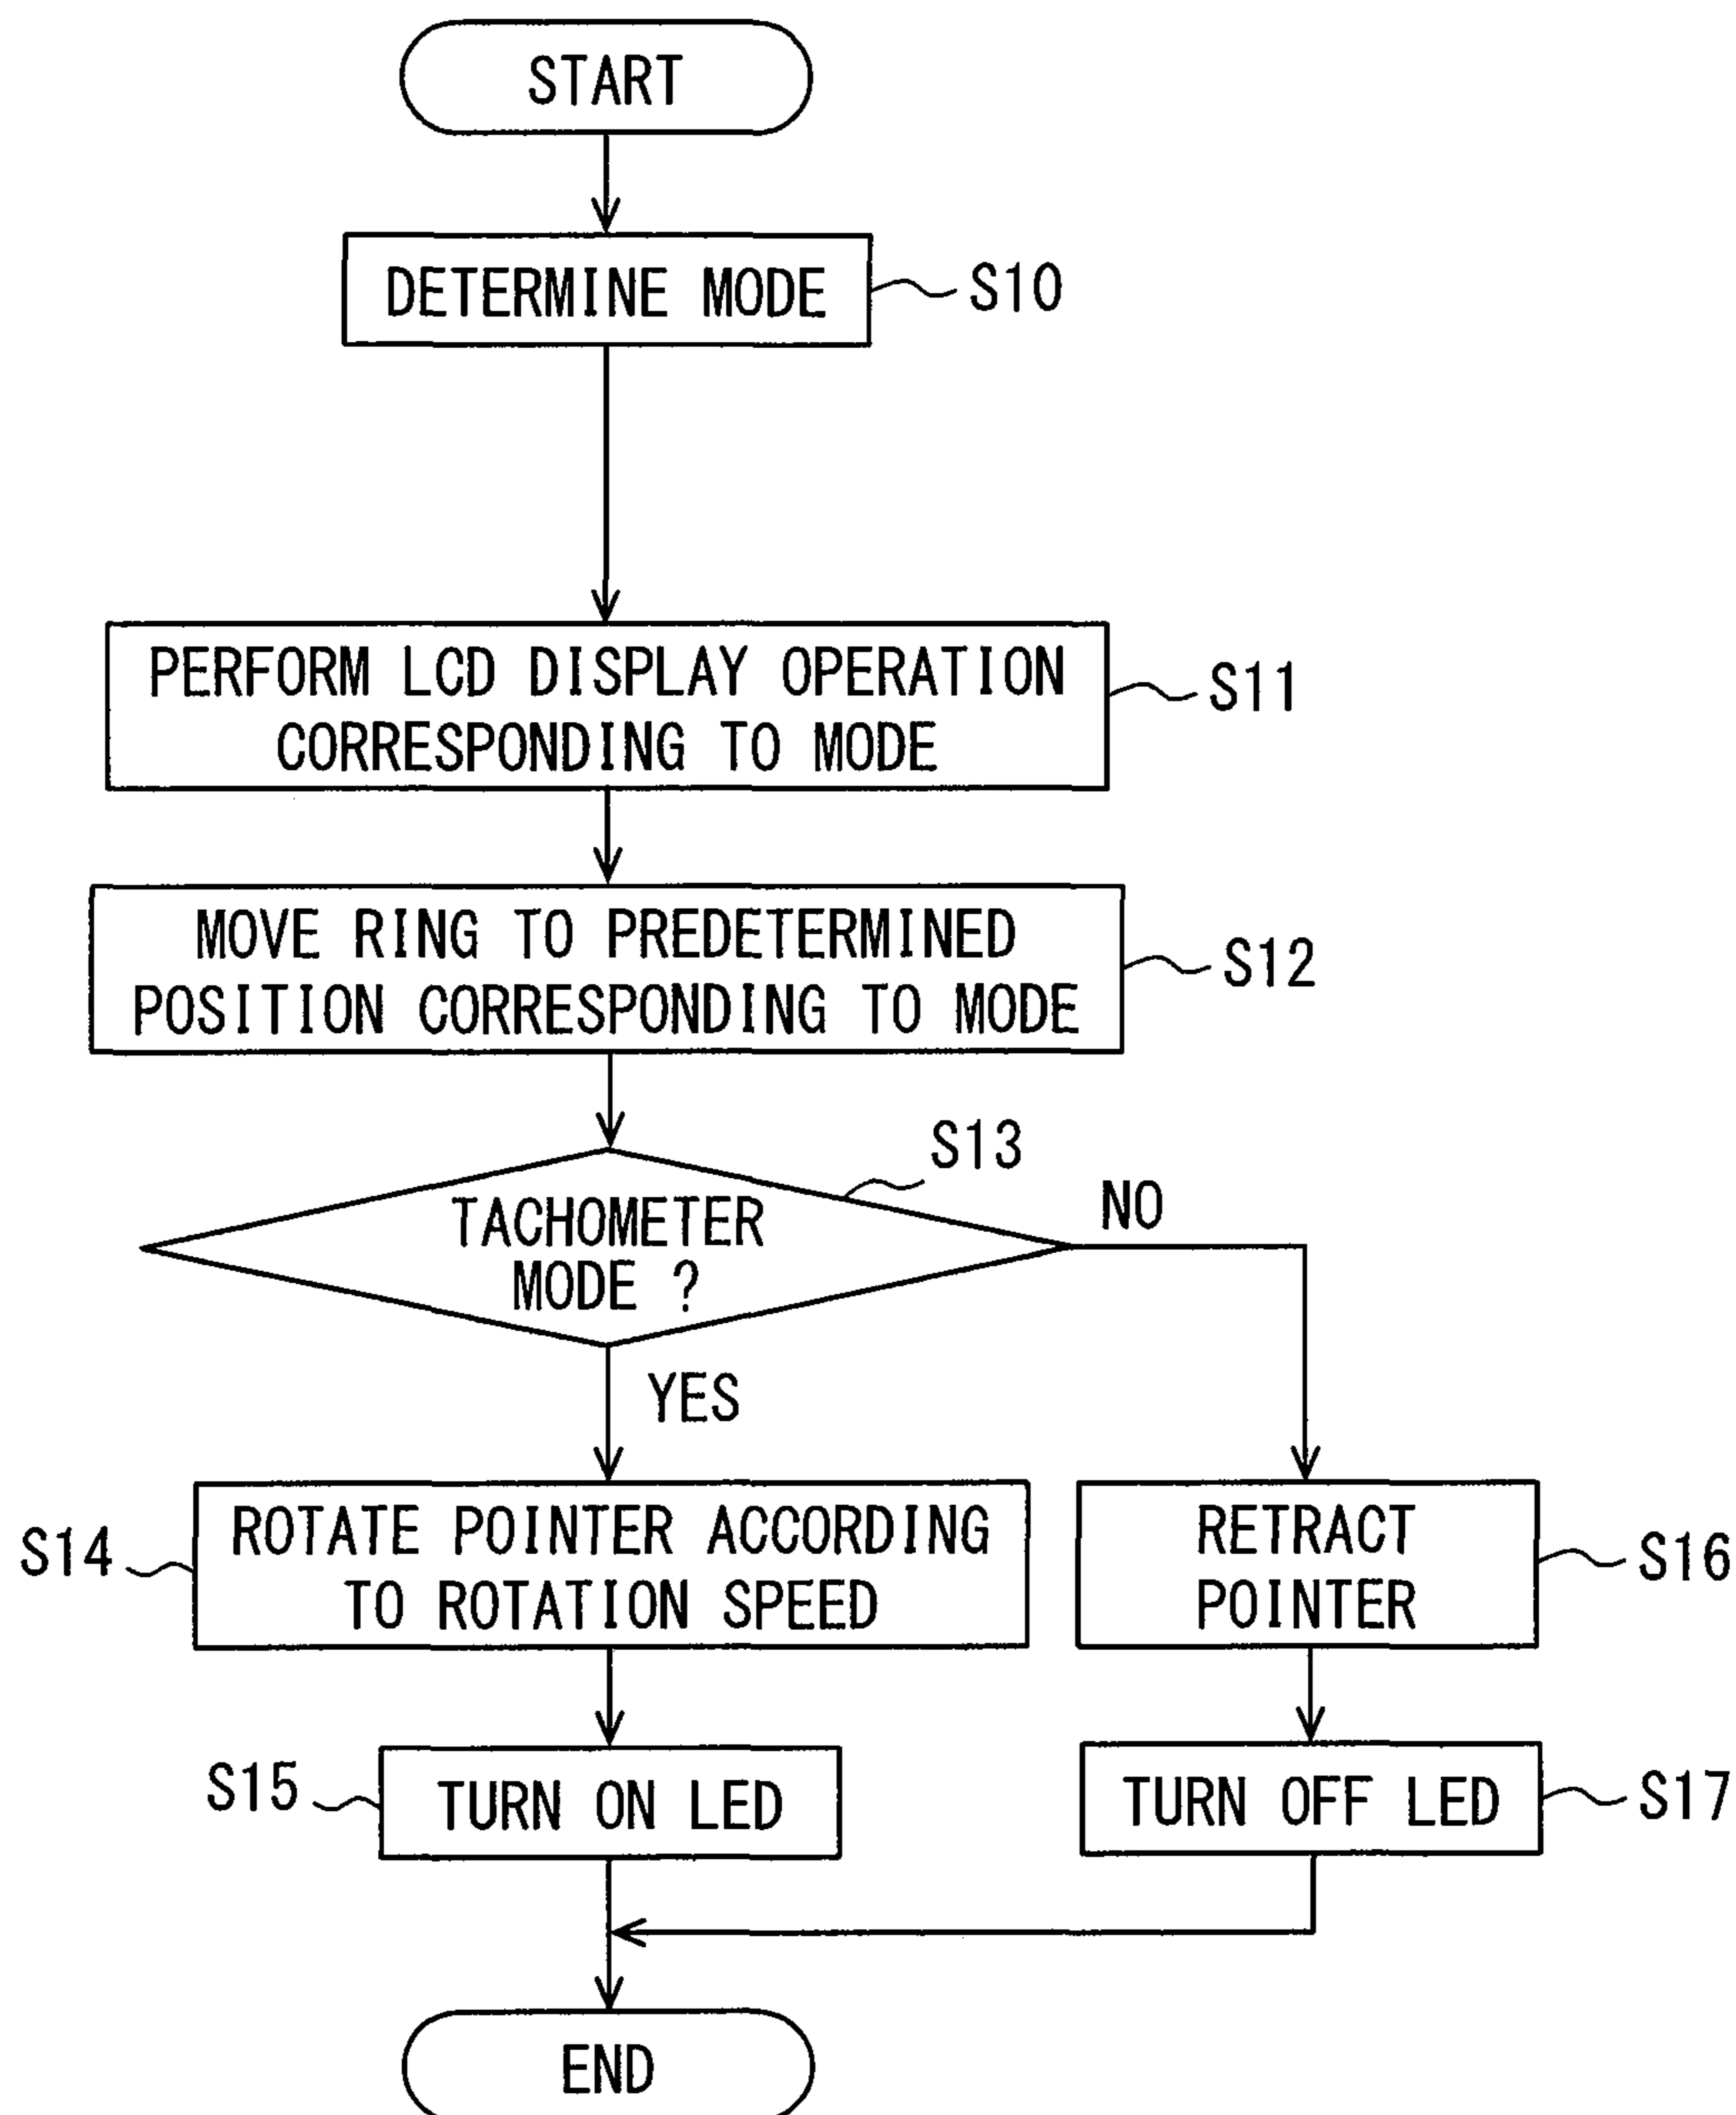 START
DETERMINE MODE
S10
PERFORM LCD DISPLAY OPERATION
CORRESPONDING TO MODE
S11
MOVE RING TO PREDETERMINED
POSITION CORRESPONDING TO MODE
S12
S13
TACHOMETER
MODE ?
NO
YES
S14
ROTATE POINTER ACCORDING
TO ROTATION SPEED
RETRACT
POINTER
S16
S15
TURN ON LED
TURN OFF LED
S17
END